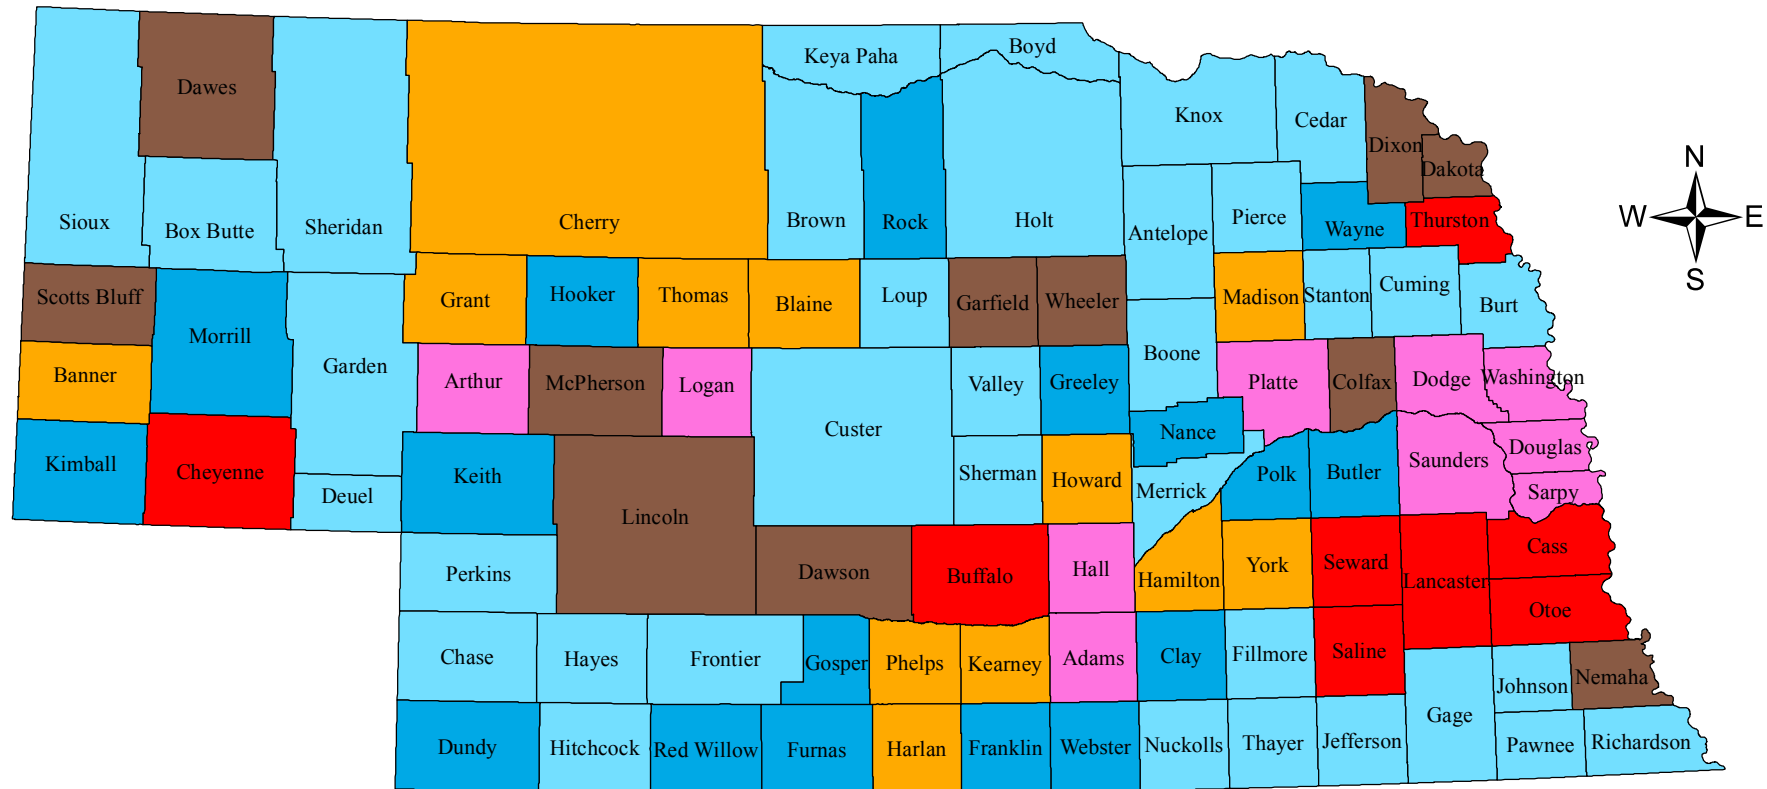 Keya Paha
Boyd
Dawes
Knox
Cedar
Dixon
Dakota
N
W
E
S
Sioux
Box Butte
Sheridan
Cherry
Brown
Rock
Holt
Antelope
Pierce
Wayne
Thurston
Scotts Bluff
Morrill
Grant
Hooker
Thomas
Blaine
Loup
Garfield
Wheeler
Madison
Stanton
Cuming
Burt
Banner
Garden
Arthur
McPherson
Logan
Custer
Valley
Greeley
Boone
Platte
Colfax
Dodge
Washington
Kimball
Cheyenne
Deuel
Keith
Lincoln
Sherman
Howard
Nance
Merrick
Polk
Butler
Saunders
Douglas
Sarpy
Perkins
Dawson
Buffalo
Hall
Hamilton
York
Seward
Lancaster
Cass
Otoe
Chase
Hayes
Frontier
Gosper
Phelps
Kearney
Adams
Clay
Fillmore
Saline
Johnson
Nemaha
Dundy
Hitchcock
Red Willow
Furnas
Harlan
Franklin
Webster
Nuckolls
Thayer
Jefferson
Gage
Pawnee
Richardson